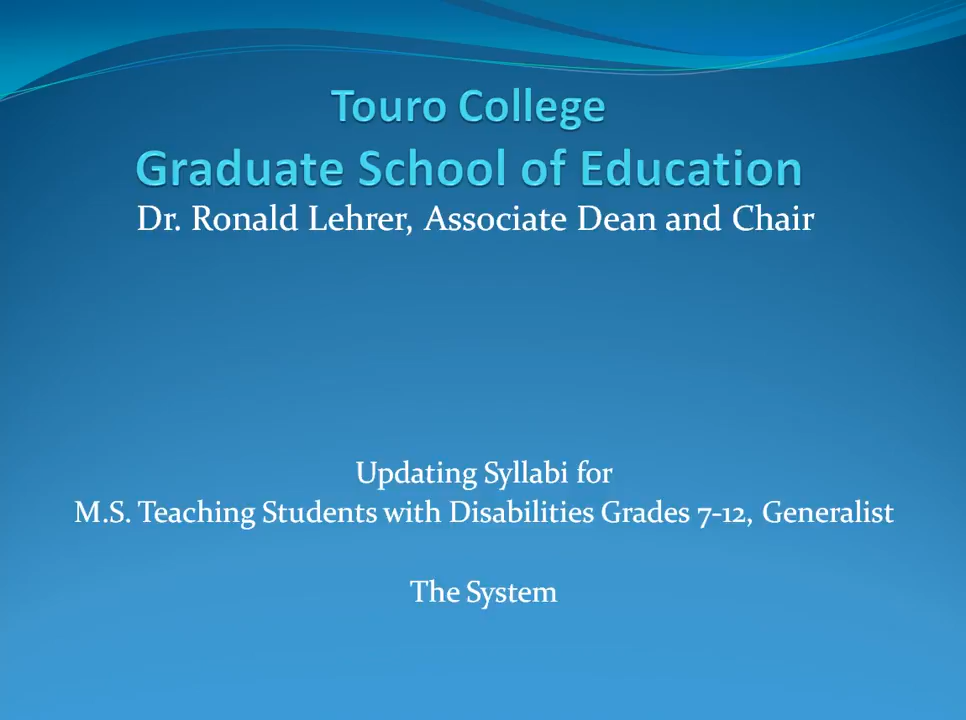 Touro College
Graduate School of Education
Dr. Ronald Lehrer, Associate Dean and Chair
Updating Syllabi for
M.S. Teaching Students with Disabilities Grades 7-12, Generalist
The System